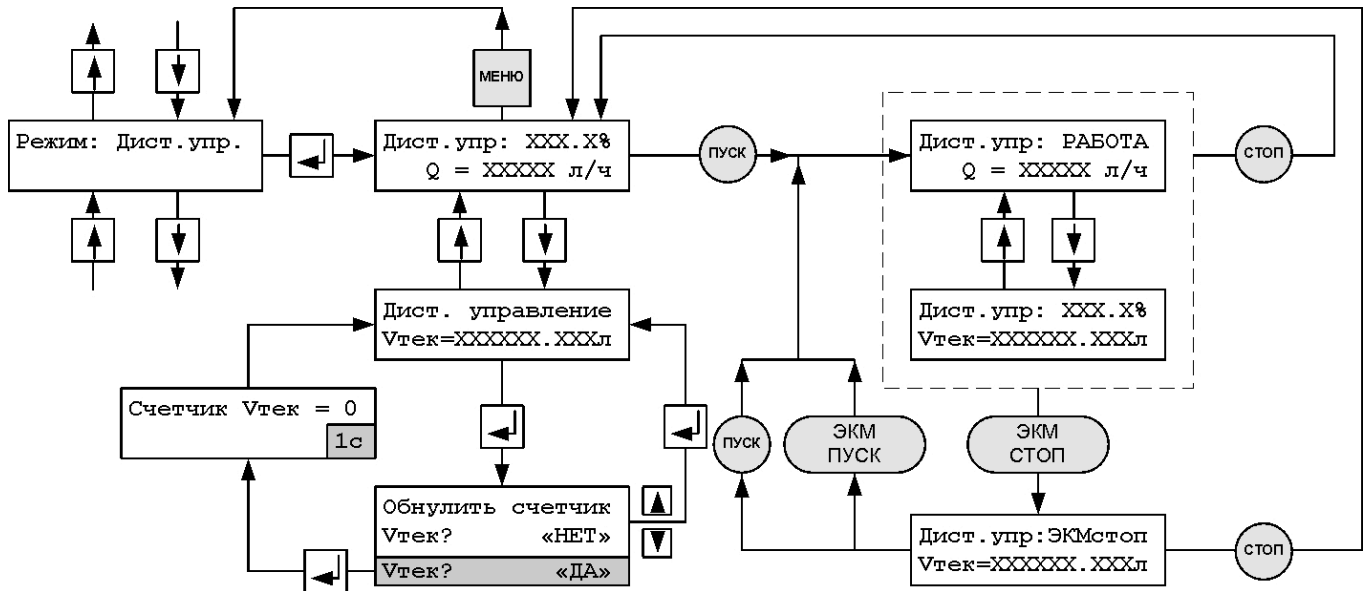 МЕНЮ
Режим: Дист.упр.
Дист.упр: XXX.X%
Q = XXXXX л/ч
ПУСК
Дист.упр: РАБОТА
Q = XXXXX л/ч
СТОП
Дист. управление
Vтек=XXXXXX.XXXл
Дист.упр: XXX.X%
Vтек=XXXXXX.XXXл
Счетчик Vтек = 0
1с
ПУСК
ЭКМ
ПУСК
ЭКМ
СТОП
Обнулить счетчик
Vтек? «НЕТ»
Vтек? «ДА»
Дист.упр:ЭКМстоп
Vтек=XXXXXX.XXXл
СТОП